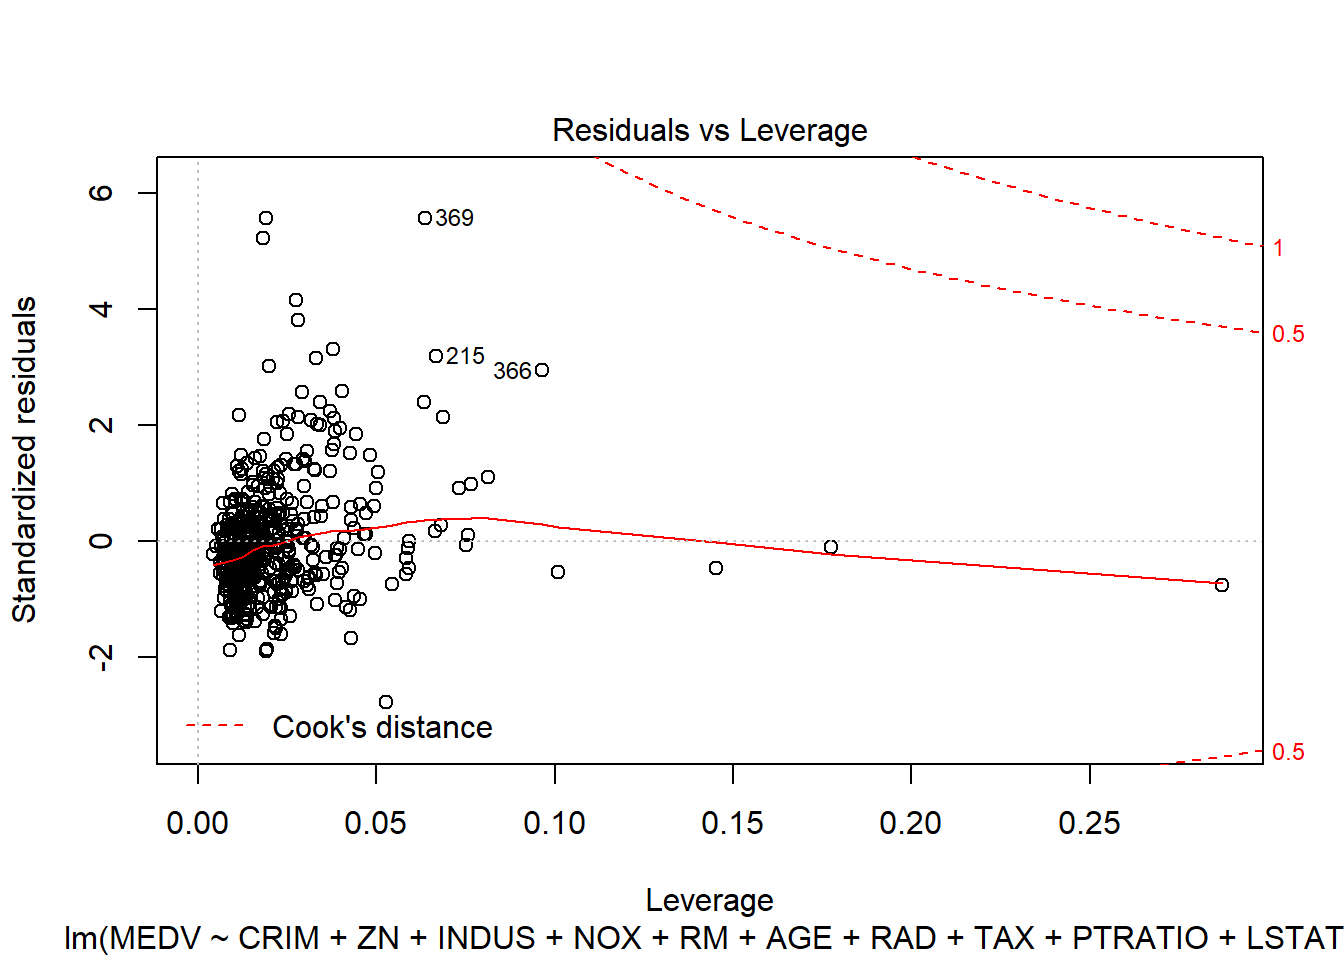 Residuals vs Leverage
Standardized residuals
6
4
2
0
-2
369
215
366
1
0.5
0.5
Cook's distance
0.00 0.05 0.10 0.15 0.20 0.25
Leverage
lm(MEDV ~ CRIM + ZN + INDUS + NOX + RM + AGE + RAD + TAX + PTRATIO + LSTAT